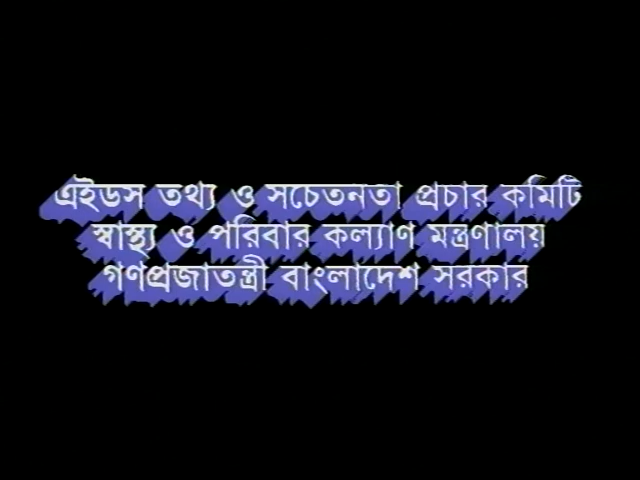 এইডস তথ্য ও সচেতনতা প্রচার কমিটি
স্বাস্থ্য ও পরিবার কল্যাণ মন্ত্রণালয়
গণপ্রজাতন্ত্রী বাংলাদেশ সরকার